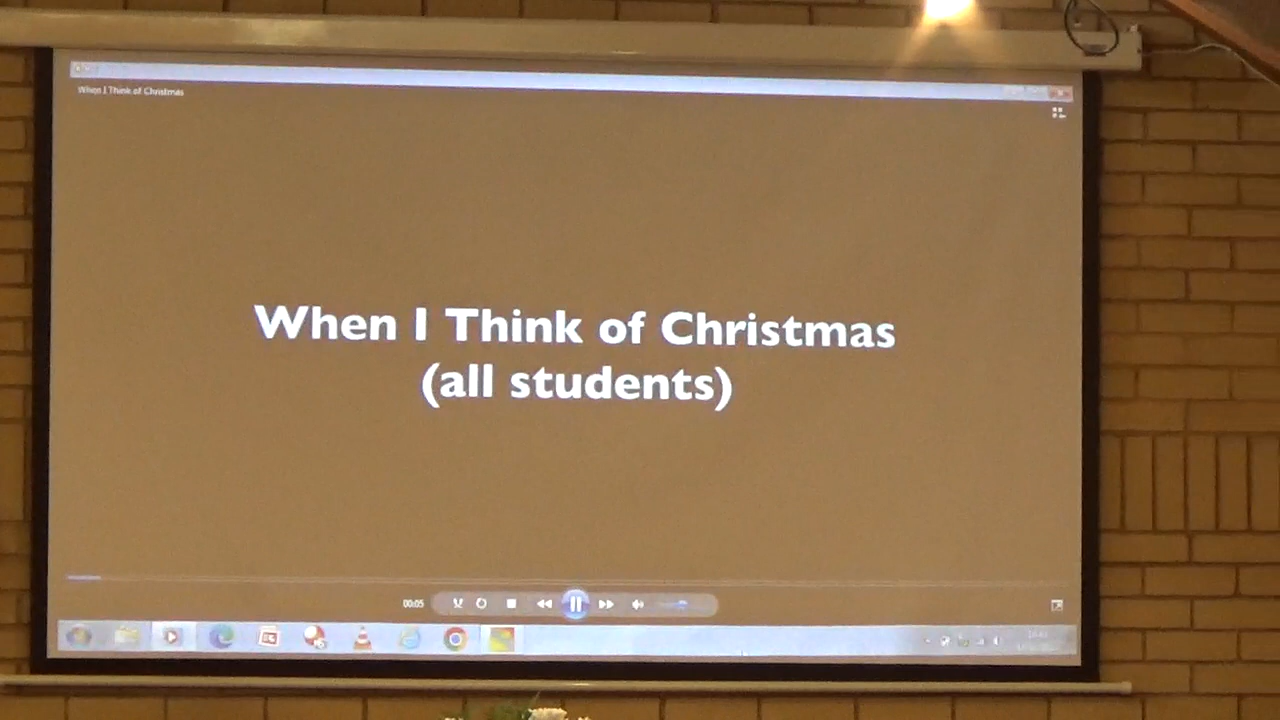 When I Think of Christmas
When I Think of Christmas
(all students)
00:05